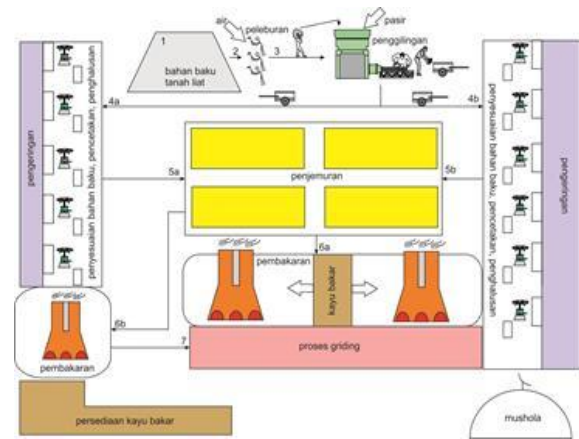 air
peleburan
pasir
1
2
3
penggilingan
bahan baku
tanah liat
4a
4b
pengeringan
penyesuaian bahan baku, pencetakan, penghalusan
5a
penjemuran
5b
penyesuaian bahan baku, pencetakan, penghalusan
pengeringan
6a
pembakaran
kayu bakar
6b
7
proses griding
pembakaran
persediaan kayu bakar
mushola